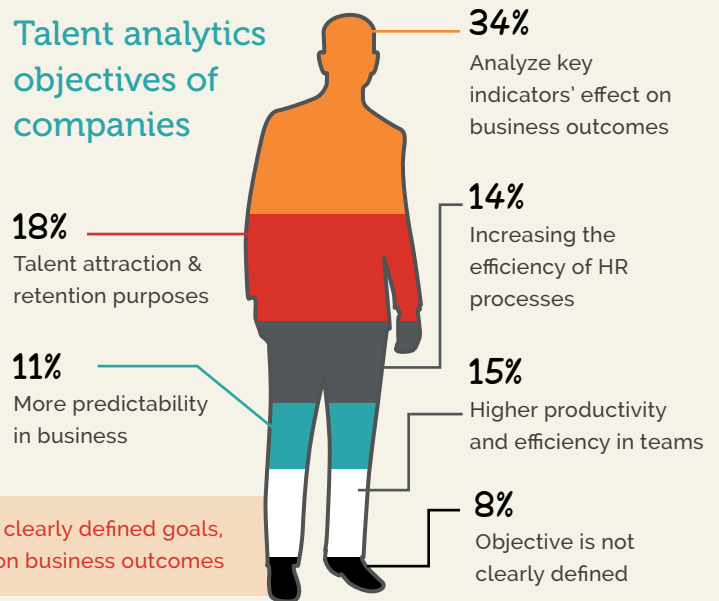 Talent analytics
objectives of
companies
34%
Analyze key
indicators' effect on
business outcomes
18%
Talent attraction &
retention purposes
14%
Increasing the
efficiency of HR
processes
11%
More predictability
in business
15%
Higher productivity
and efficiency in teams
clearly defined goals,
on business outcomes
8%
Objective is not
clearly defined